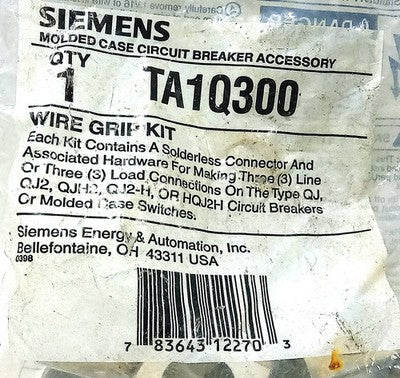 SIEMENS
MOLDED CASE CIRCUIT BREAKER ACCESSORY
QTY
1 TA1Q300
WIRE GRIP KIT
Each Kit Contains A Solderless Connector And
Associated Hardware For Making Three (3) Line
Or Three (3) Load Connections On The Type QJ,
QJ2, QJH2, QJ2-H, OR HQJ2H Circuit Breakers
Or Molded Case Switches.
Siemens Energy & Automation, Inc.
Bellefontaine, OH 43311 USA
0398
7 83643 12270 3